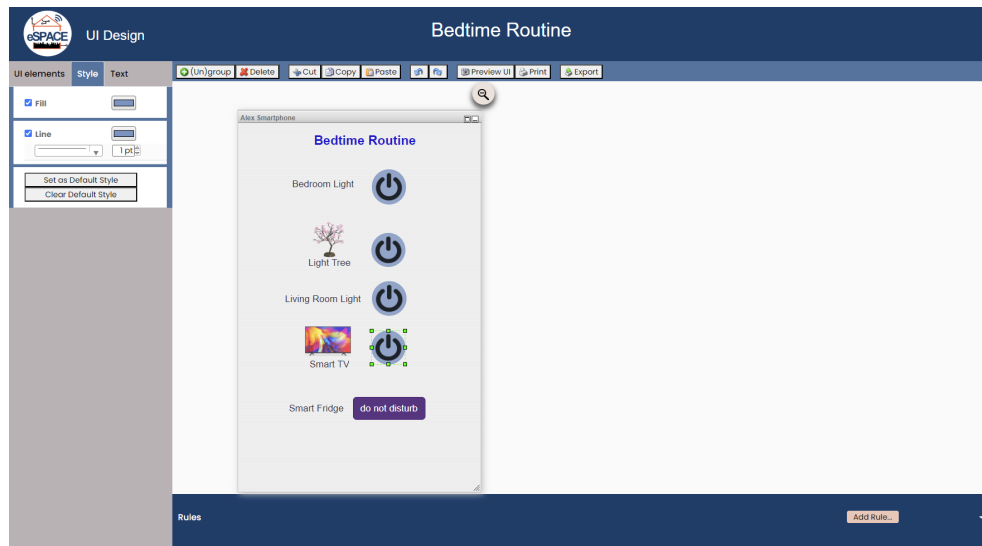 eSPACE
UI Design
Bedtime Routine
UI elements Style Text
(Un)group Delete Cut Copy Paste Preview UI Print Export
Fill
Line
1 pt
Set as Default Style
Clear Default Style
Alex Smartphone
Bedtime Routine
Bedroom Light
Light Tree
Living Room Light
Smart TV
Smart Fridge do not disturb
Rules
Add Rule...